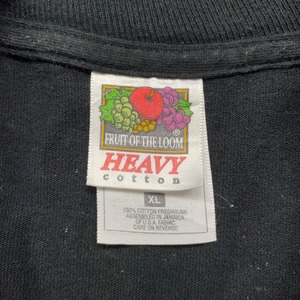 FRUIT OF THE LOOM
®
HEAVY
cotton
XL
100% COTTON PRESHRUNK
ASSEMBLED IN JAMAICA
OF U.S.A. FABRIC
CARE ON REVERSE